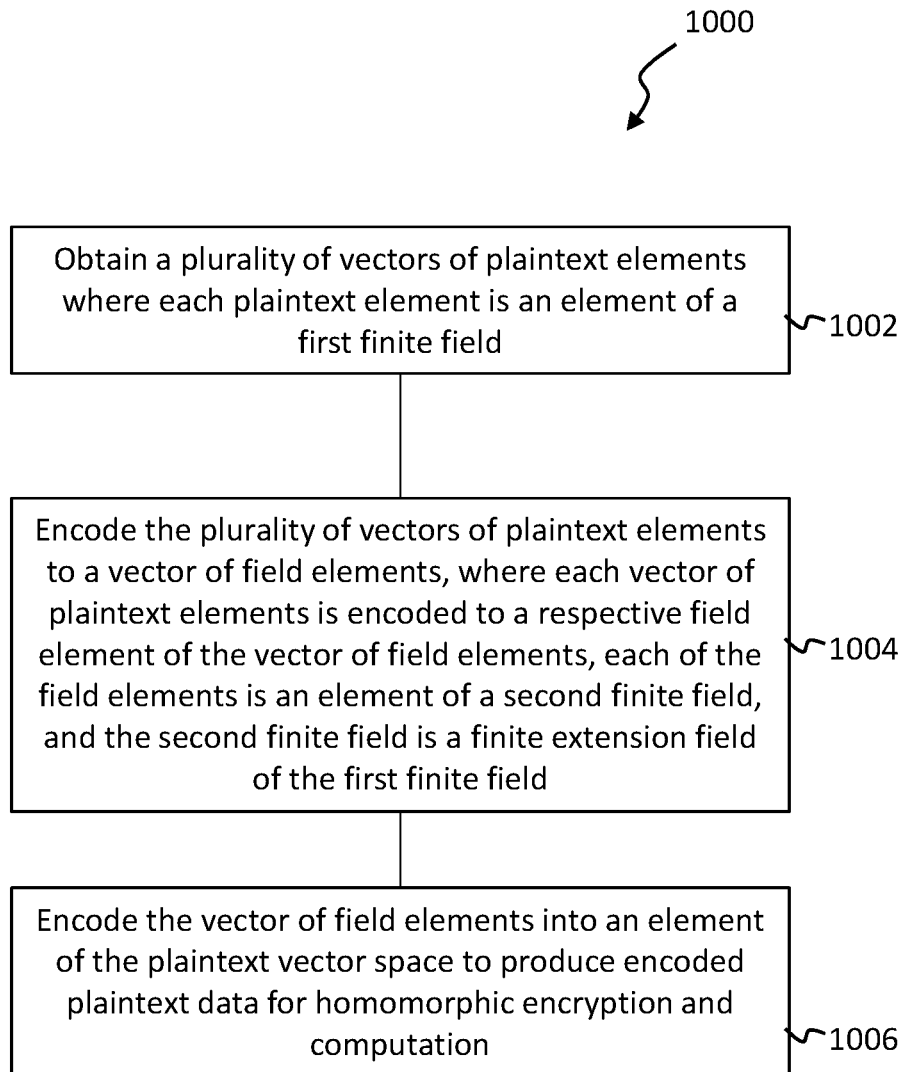 1000
Obtain a plurality of vectors of plaintext elements
where each plaintext element is an element of a
first finite field
1002
Encode the plurality of vectors of plaintext elements
to a vector of field elements, where each vector of
plaintext elements is encoded to a respective field
element of the vector of field elements, each of the
field elements is an element of a second finite field,
and the second finite field is a finite extension field
of the first finite field
1004
Encode the vector of field elements into an element
of the plaintext vector space to produce encoded
plaintext data for homomorphic encryption and
computation
1006